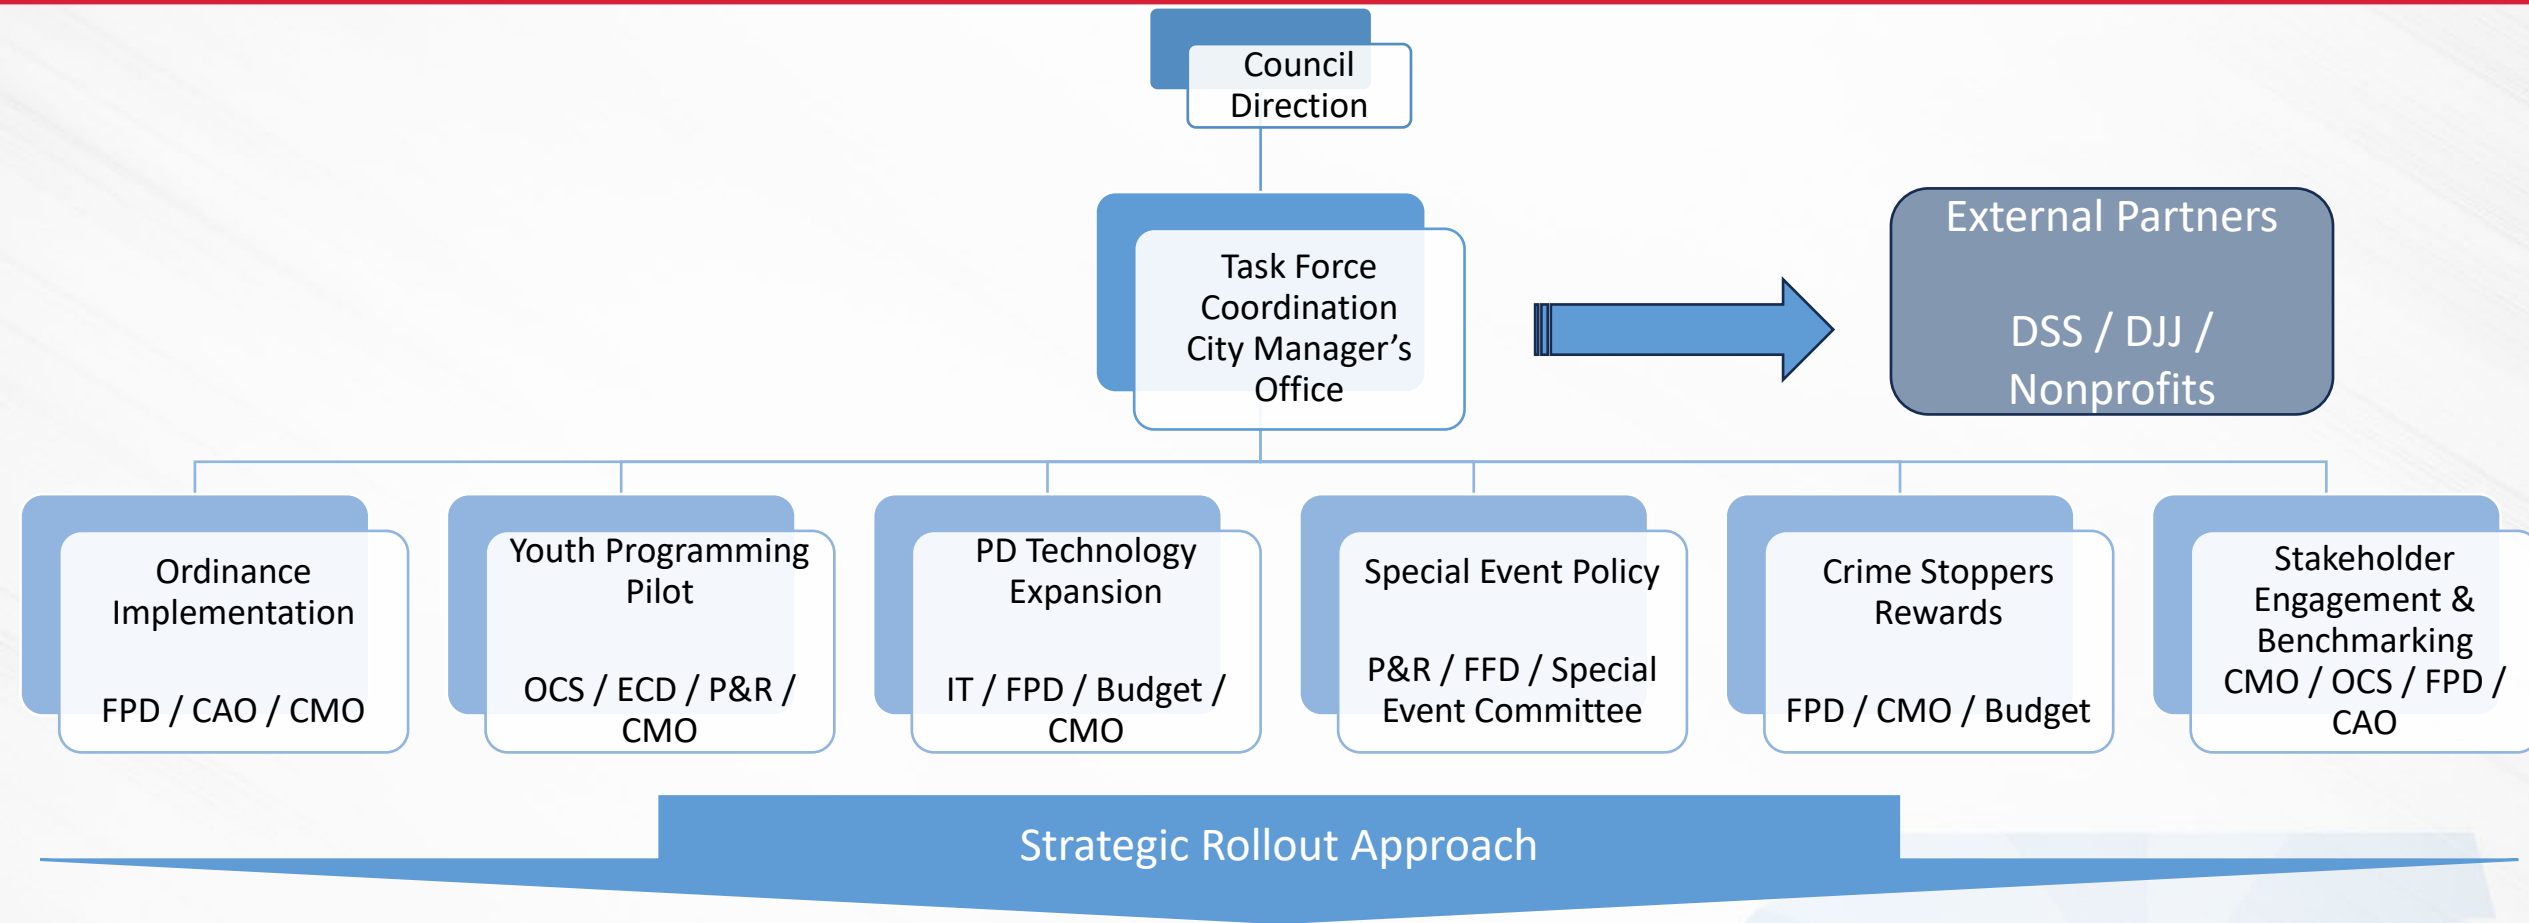 Council
Direction
Task Force
Coordination
City Manager’s
Office
External Partners
DSS / DJJ /
Nonprofits
Ordinance
Implementation
FPD / CAO / CMO
Youth Programming
Pilot
OCS / ECD / P&R /
CMO
PD Technology
Expansion
IT / FPD / Budget /
CMO
Special Event Policy
P&R / FFD / Special
Event Committee
Crime Stoppers
Rewards
FPD / CMO / Budget
Stakeholder
Engagement &
Benchmarking
CMO / OCS / FPD /
CAO
Strategic Rollout Approach